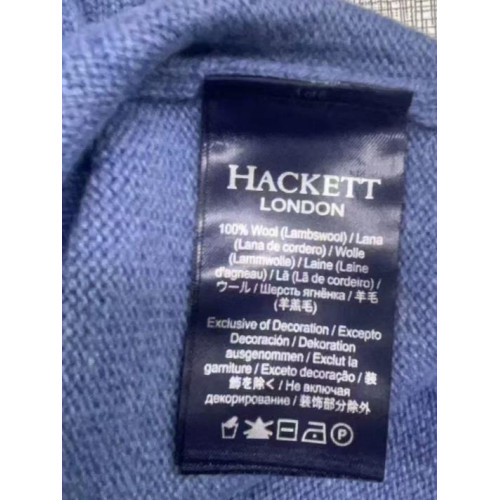 HACKETT
LONDON
100% Wool (Lambswool) / Lana
(Lana de cordero) / Wolle
(Lammwolle) / Laine (Laine
d'agneau) / Lã (Lã de cordeiro) /
ウール / Шерсть ягнёнка / 羊毛
(羊羔毛)
Exclusive of Decoration / Excepto
Decoración / Dekoration
ausgenommen / Exclut la
garniture / Exceto decoração / 装
飾を除く / Не включая
декорирование / 装饰部分除外
P